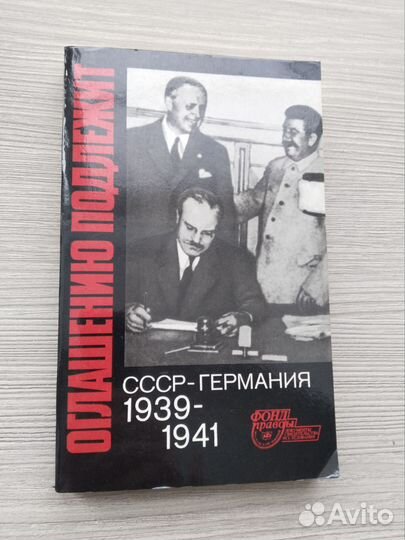 ОГЛАШЕНИЮ ПОДЛЕЖИТ
СССР-ГЕРМАНИЯ
1939-
1941
ФОНД
правды
Avito